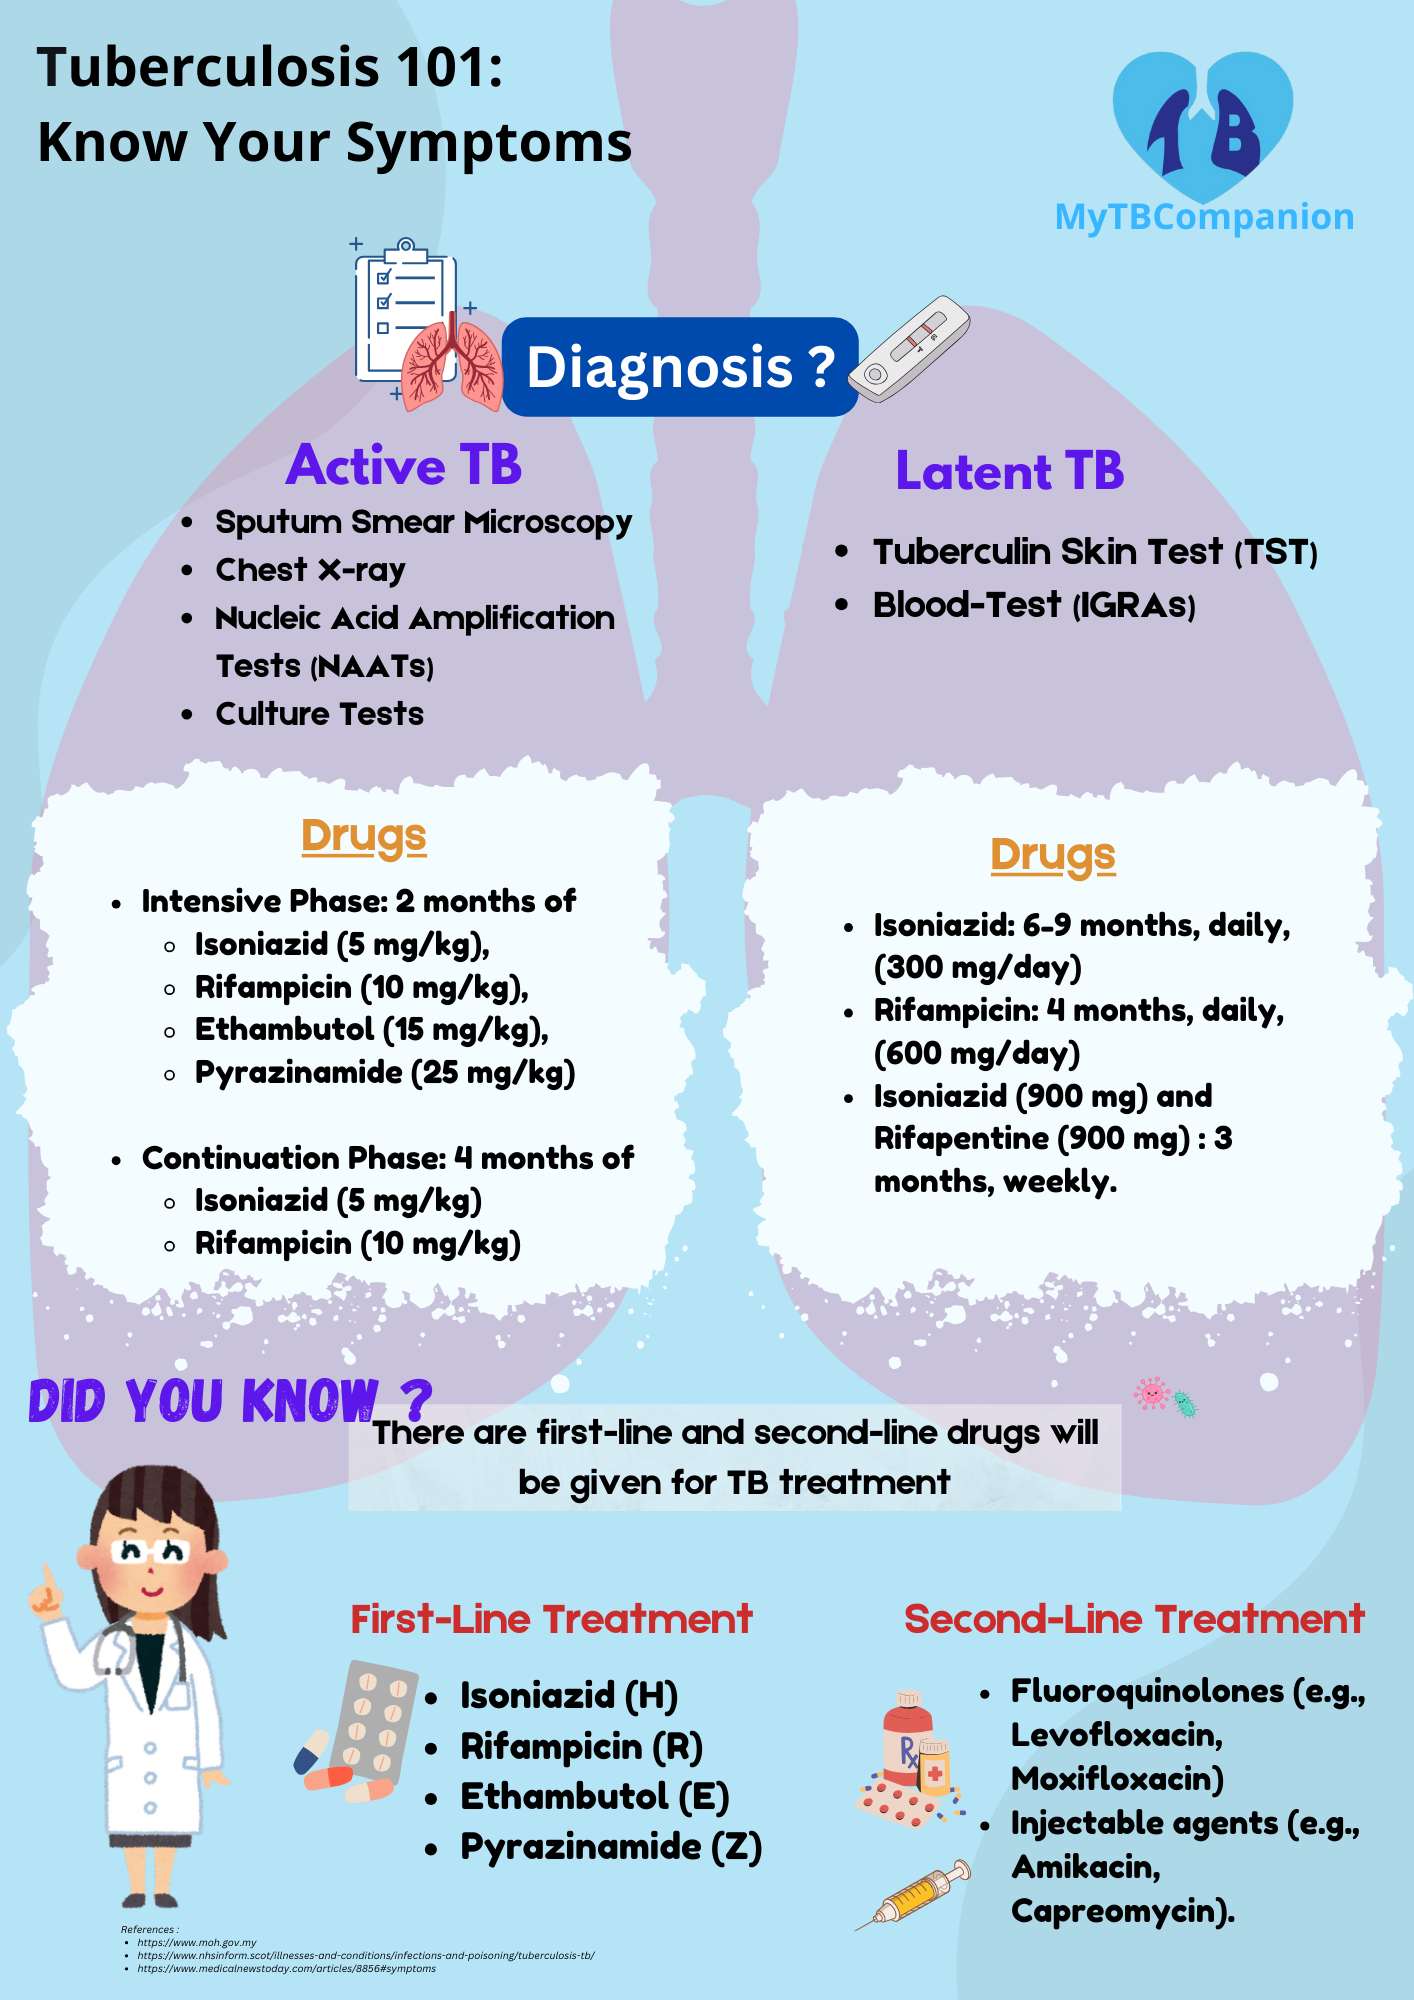 Tuberculosis 101:
Know Your Symptoms
TB
MyTBCompanion
Diagnosis ?
Active TB
• Sputum Smear Microscopy
• Chest X-ray
• Nucleic Acid Amplification
Tests (NAATs)
• Culture Tests
Latent TB
• Tuberculin Skin Test (TST)
• Blood-Test (IGRAs)
Drugs
• Intensive Phase: 2 months of
◦ Isoniazid (5 mg/kg),
◦ Rifampicin (10 mg/kg),
◦ Ethambutol (15 mg/kg),
◦ Pyrazinamide (25 mg/kg)
• Continuation Phase: 4 months of
◦ Isoniazid (5 mg/kg)
◦ Rifampicin (10 mg/kg)
Drugs
• Isoniazid: 6-9 months, daily,
(300 mg/day)
• Rifampicin: 4 months, daily,
(600 mg/day)
• Isoniazid (900 mg) and
Rifapentine (900 mg) : 3
months, weekly.
DID YOU KNOW ?
There are first-line and second-line drugs will
be given for TB treatment
First-Line Treatment
• Isoniazid (H)
• Rifampicin (R)
• Ethambutol (E)
• Pyrazinamide (Z)
Second-Line Treatment
• Fluoroquinolones (e.g.,
Levofloxacin,
Moxifloxacin)
• Injectable agents (e.g.,
Amikacin,
Capreomycin).
Rx
References :
• https://www.moh.gov.my
• https://www.nhsinform.scot/illnesses-and-conditions/infections-and-poisoning/tuberculosis-tb/
• https://www.medicalnewstoday.com/articles/8856#symptoms